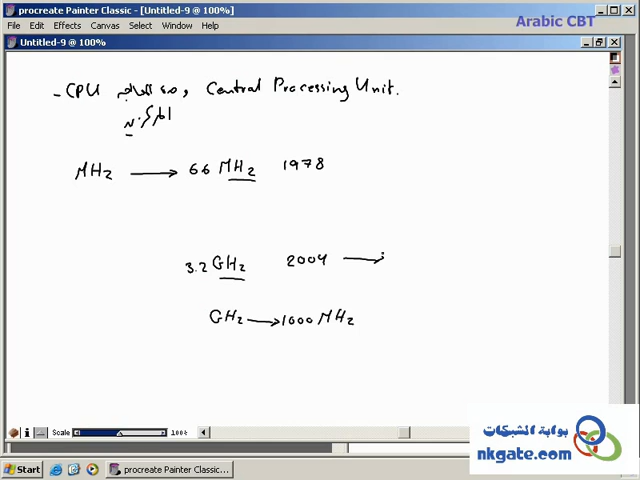 procreate Painter Classic - [Untitled-9 @ 100%]
Arabic CBT
File Edit Effects Movie Canvas Select Window Help
Untitled-9 @ 100%
- CPU وحدة المعالجة Central Processing Unit.
المركزية
MHz → 66 MHz 1978
3.2 GHz 2004 →
GHz → 1000 MHz
Scale 100%
بوابة الشبكات
nkgate.com
Start procreate Painter Classic...